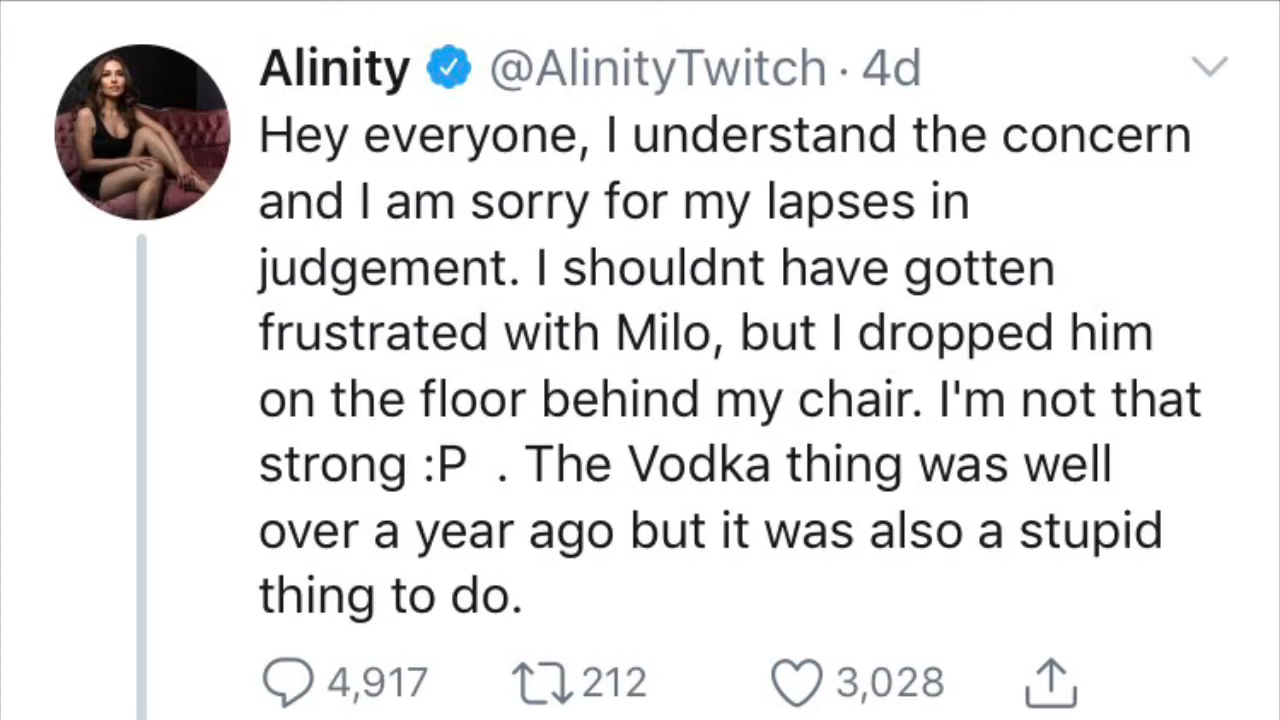 Alinity @AlinityTwitch · 4d
Hey everyone, I understand the concern
and I am sorry for my lapses in
judgement. I shouldnt have gotten
frustrated with Milo, but I dropped him
on the floor behind my chair. I'm not that
strong :P  . The Vodka thing was well
over a year ago but it was also a stupid
thing to do.
4,917 212 3,028